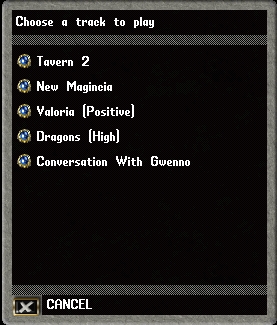 Choose a track to play
Tavern 2
New Magincia
Valoria (Positive)
Dragons (High)
Conversation With Gwenno
CANCEL